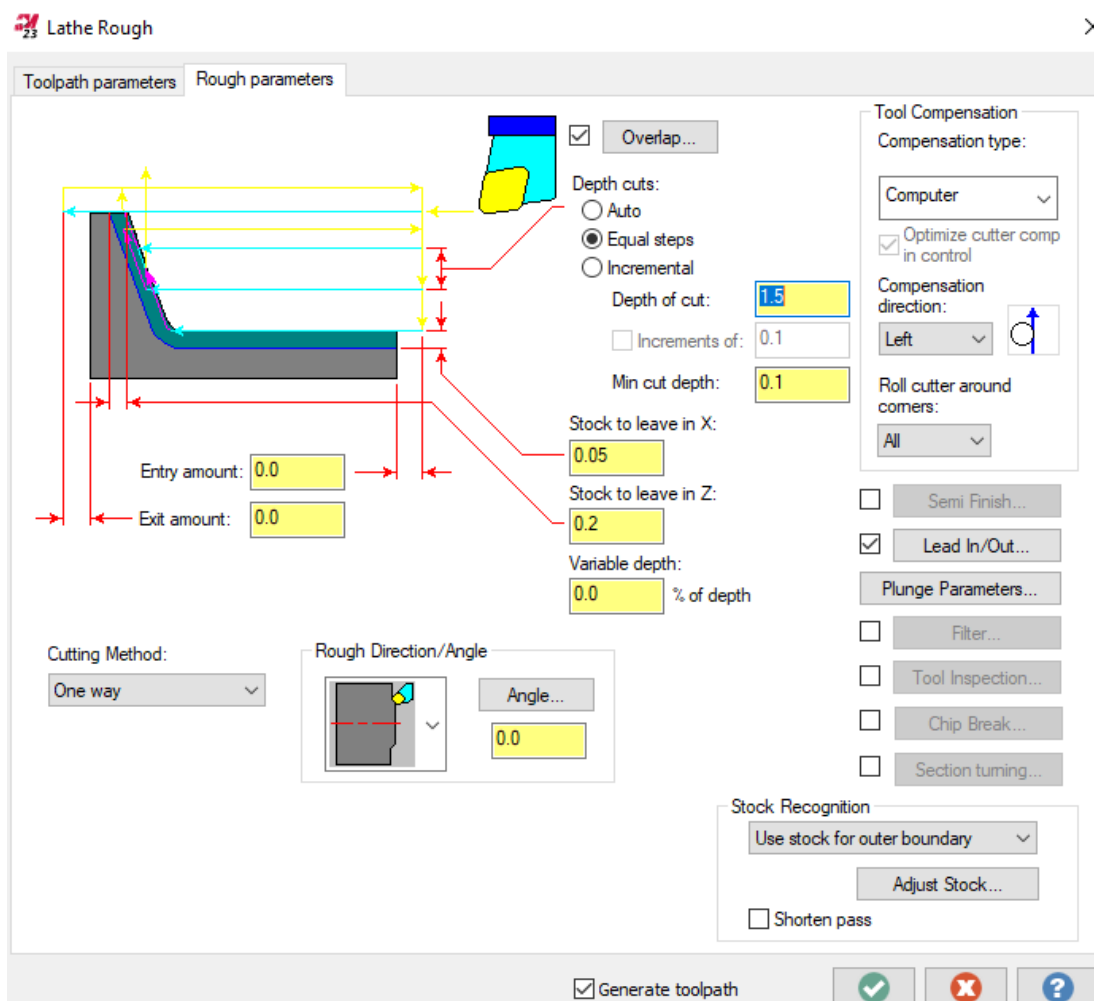 23 Lathe Rough
Toolpath parameters
Rough parameters
Overlap...
Depth cuts:
Auto
Equal steps
Incremental
Depth of cut: 1.5
Increments of: 0.1
Min cut depth: 0.1
Stock to leave in X:
0.05
Stock to leave in Z:
0.2
Variable depth:
0.0 % of depth
Entry amount: 0.0
Exit amount: 0.0
Cutting Method:
One way
Rough Direction/Angle
Angle...
0.0
Tool Compensation
Compensation type:
Computer
Optimize cutter comp
in control
Compensation
direction:
Left
Roll cutter around
corners:
All
Semi Finish...
Lead In/Out...
Plunge Parameters...
Filter...
Tool Inspection...
Chip Break...
Section turning...
Stock Recognition
Use stock for outer boundary
Adjust Stock...
Shorten pass
Generate toolpath